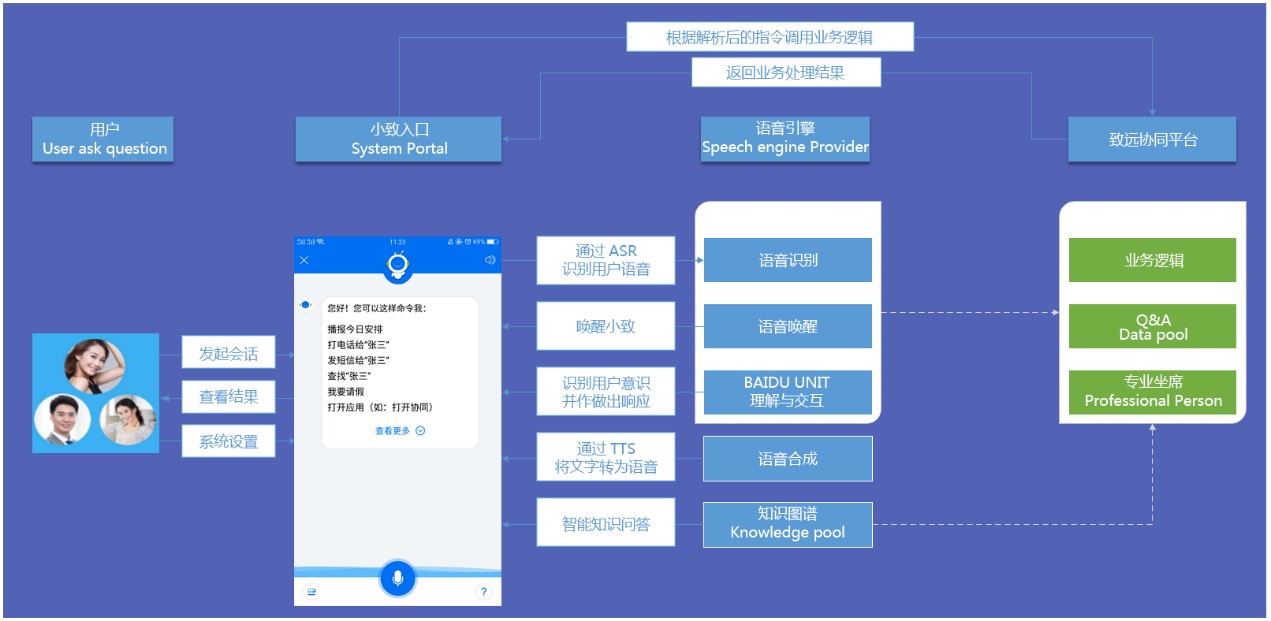 根据解析后的指令调用业务逻辑
返回业务处理结果
用户
User ask question
小致入口
System Portal
语音引擎
Speech engine Provider
致远协同平台
11:23
69%
您好！您可以这样命令我：
播报今日安排
打电话给“张三”
发短信给“张三”
查找“张三”
我要请假
打开应用（如：打开协同）
查看更多
?
发起会话
查看结果
系统设置
通过 ASR
识别用户语音
唤醒小致
识别用户意识
并作做出响应
通过 TTS
将文字转为语音
智能知识问答
语音识别
语音唤醒
BAIDU UNIT
理解与交互
语音合成
知识图谱
Knowledge pool
业务逻辑
Q&A
Data pool
专业坐席
Professional Person